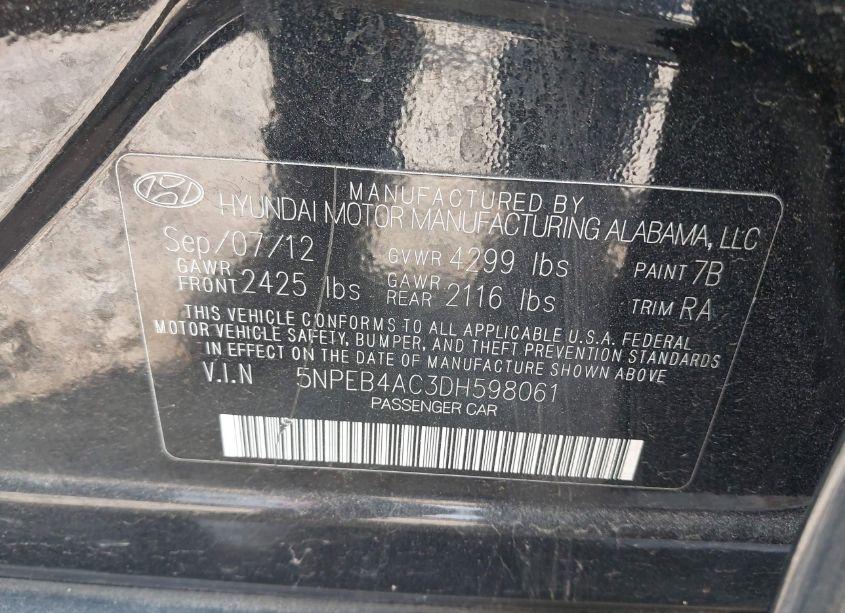 MANUFACTURED BY
HYUNDAI MOTOR MANUFACTURING ALABAMA, LLC
Sep/07/12 GVWR 4299 lbs PAINT 7B
GAWR FRONT 2425 lbs GAWR REAR 2116 lbs TRIM RA
THIS VEHICLE CONFORMS TO ALL APPLICABLE U.S.A. FEDERAL
MOTOR VEHICLE SAFETY, BUMPER, AND THEFT PREVENTION STANDARDS
IN EFFECT ON THE DATE OF MANUFACTURE SHOWN ABOVE
V.I.N 5NPEB4AC3DH598061
PASSENGER CAR